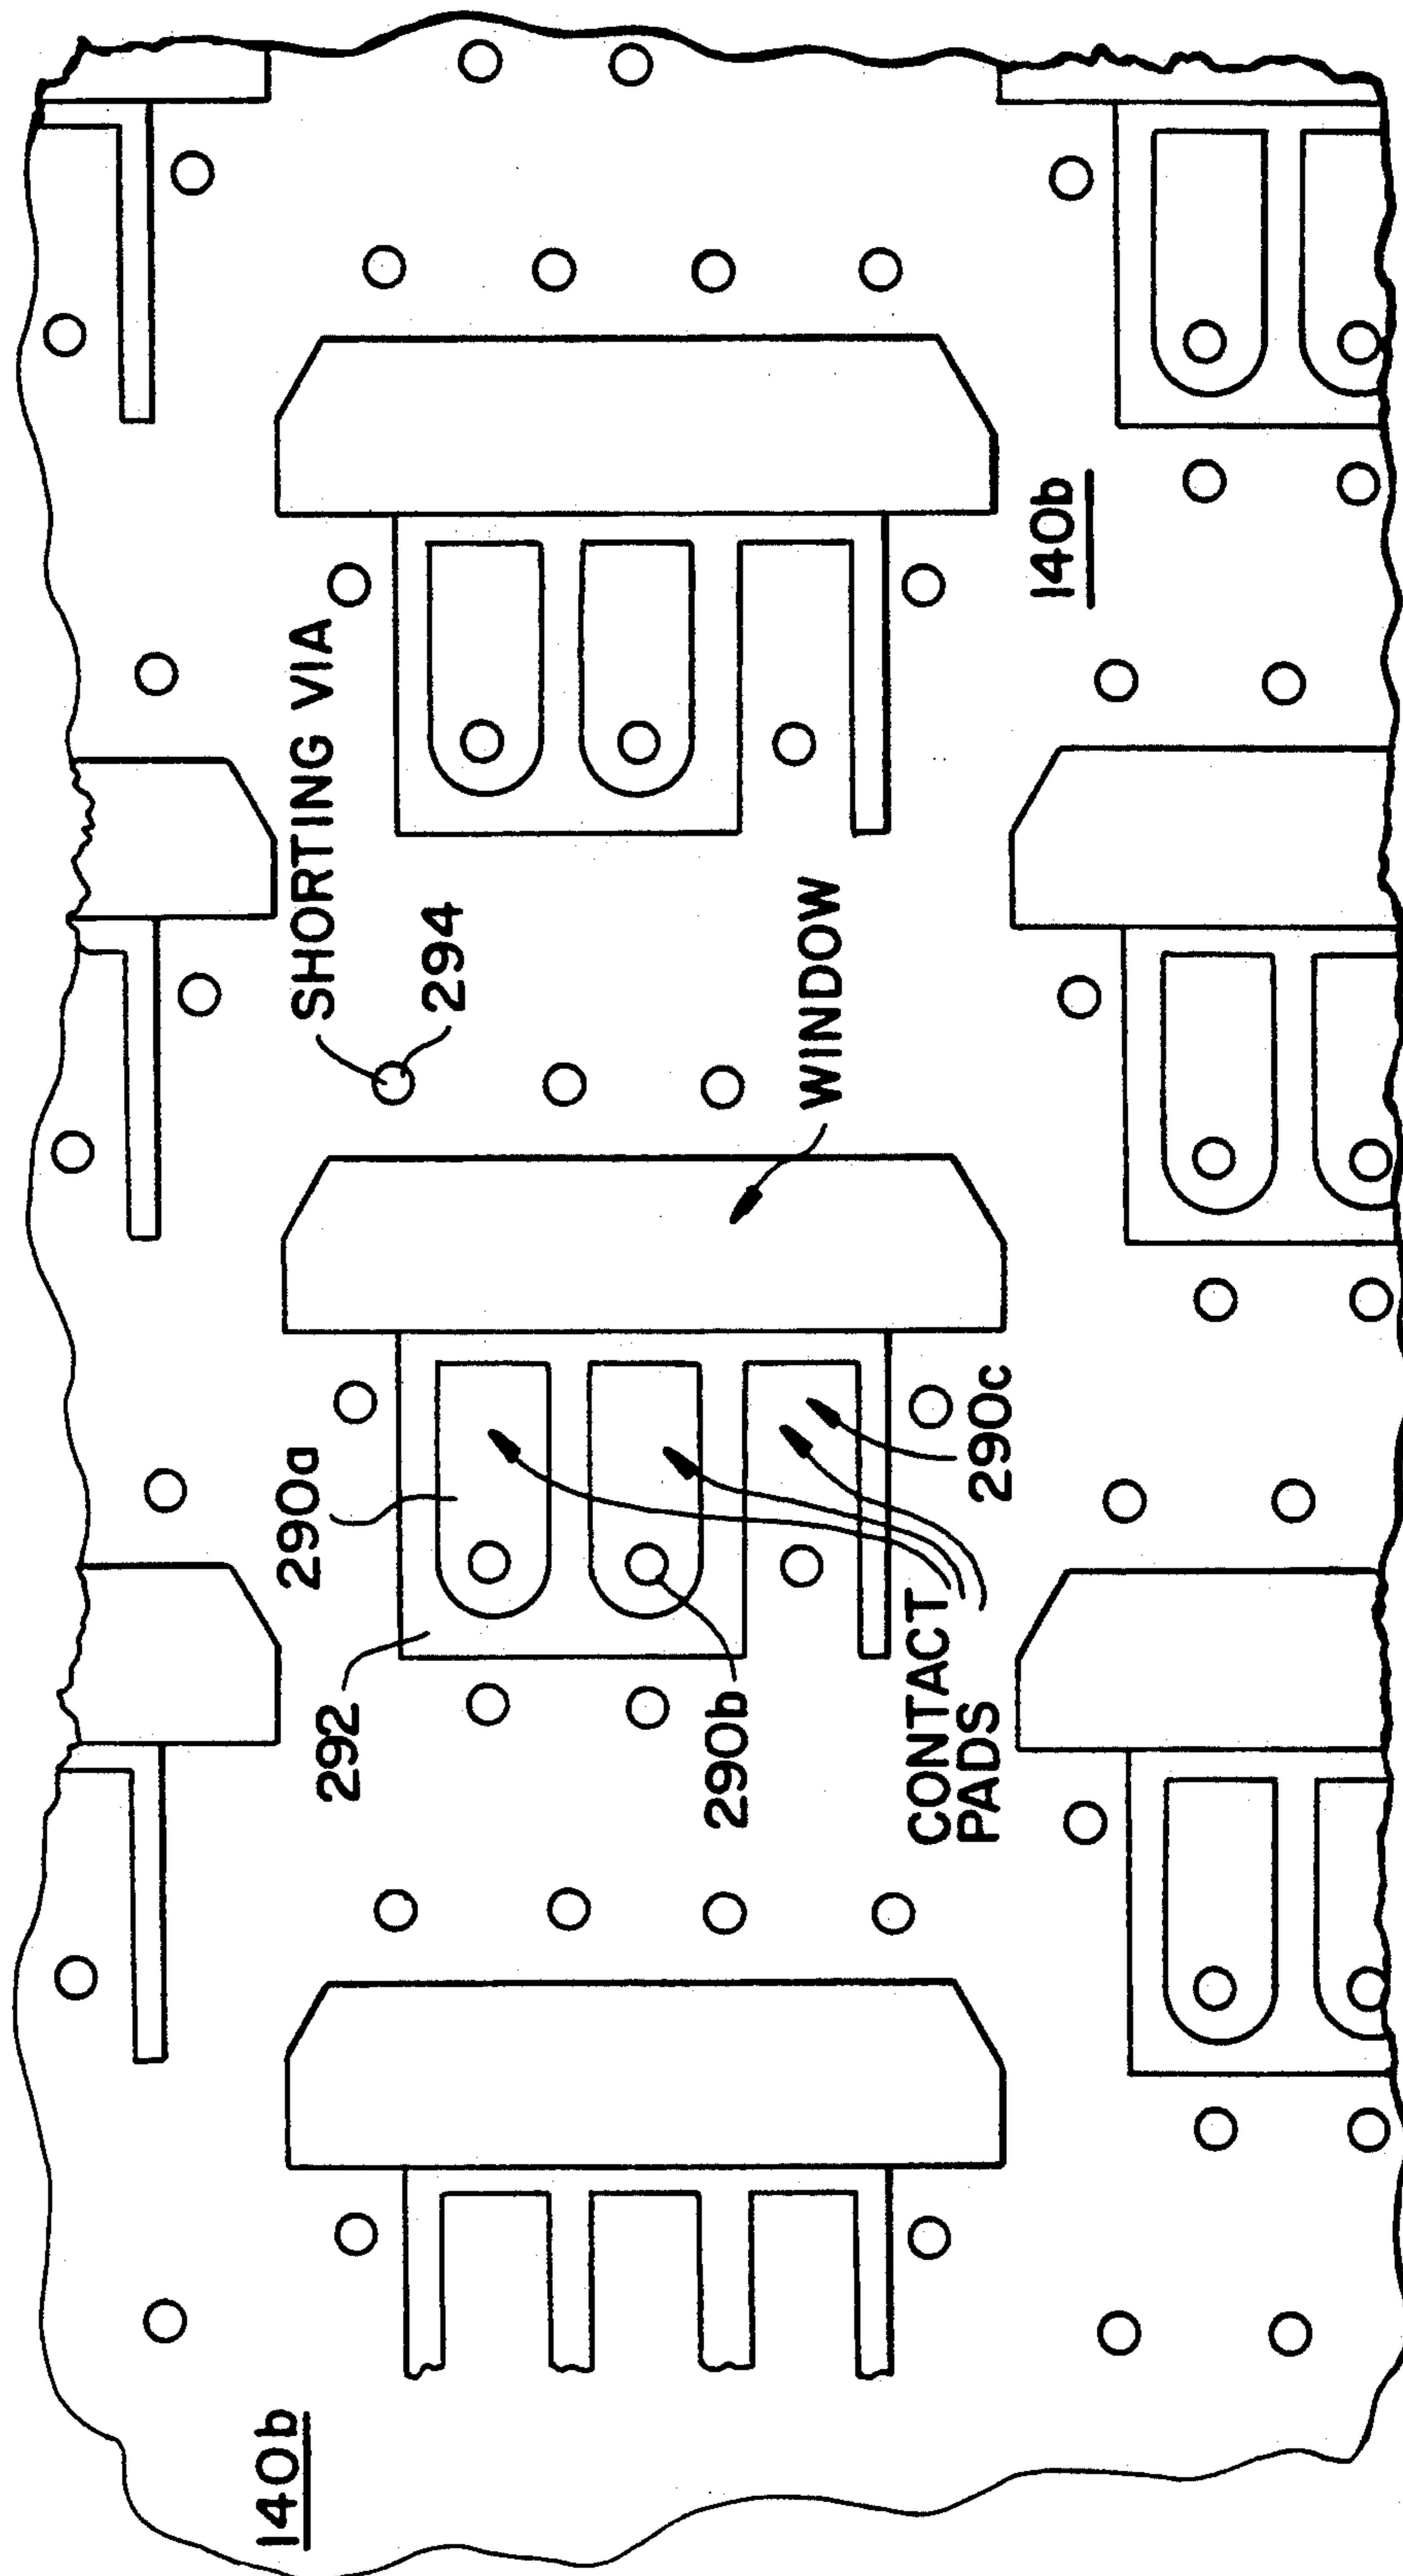 140b
292
290a
290b
CONTACT
PADS
290c
SHORTING VIA
294
WINDOW
140b